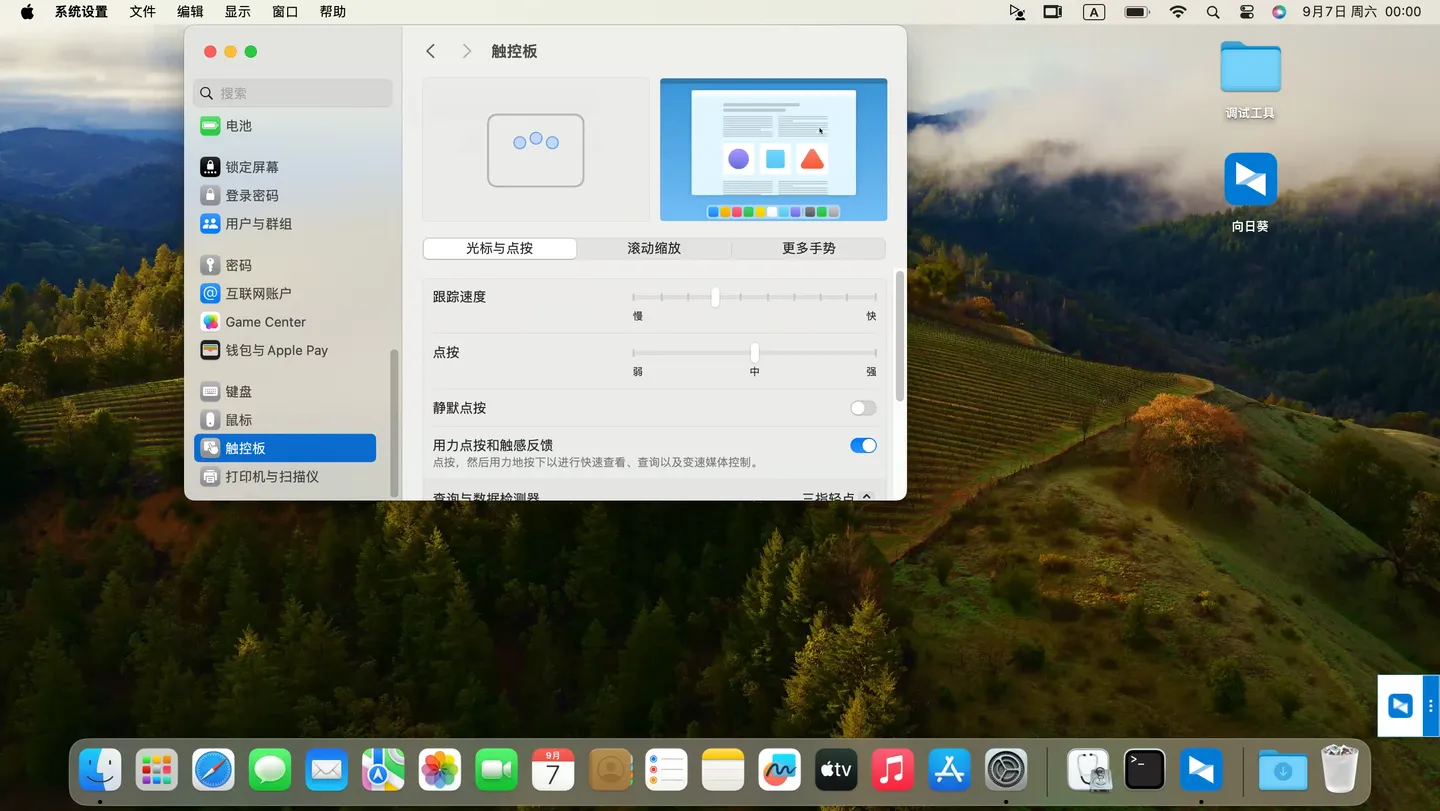 系统设置 文件 编辑 显示 窗口 帮助 A 9月7日 周六 00:00
触控板
搜索
电池
锁定屏幕
登录密码
用户与群组
密码
互联网账户
Game Center
钱包与 Apple Pay
键盘
鼠标
触控板
打印机与扫描仪
光标与点按 滚动缩放 更多手势
跟踪速度
慢 快
点按
弱 中 强
静默点按
用力点按和触感反馈
点按，然后用力地按下以进行快速查看、查询以及变速媒体控制。
查询与数据检测器 三指轻点
调试工具
向日葵
9月
7
tv
>_